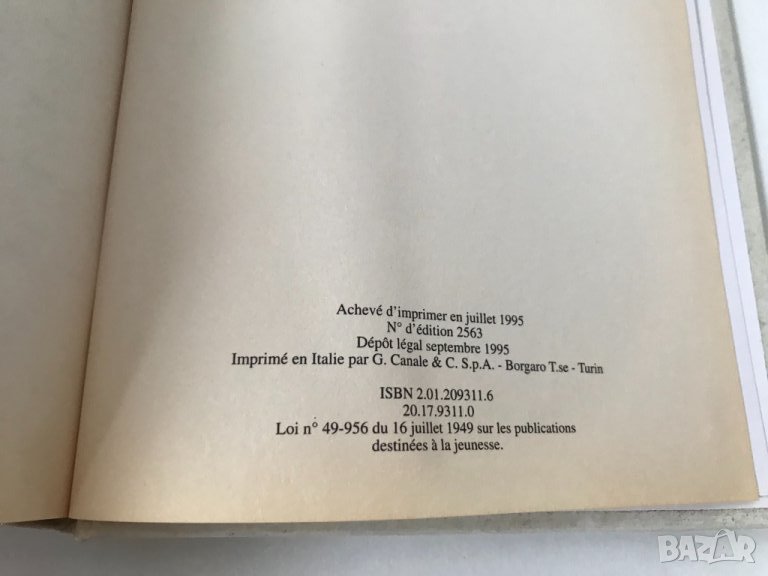 Achevé d'imprimer en juillet 1995
N° d'édition 2563
Dépôt légal septembre 1995
Imprimé en Italie par G. Canale & C. S.p.A. - Borgaro T.se - Turin
ISBN 2.01.209311.6
20.17.9311.0
Loi n° 49-956 du 16 juillet 1949 sur les publications
destinées à la jeunesse.
BAZAR